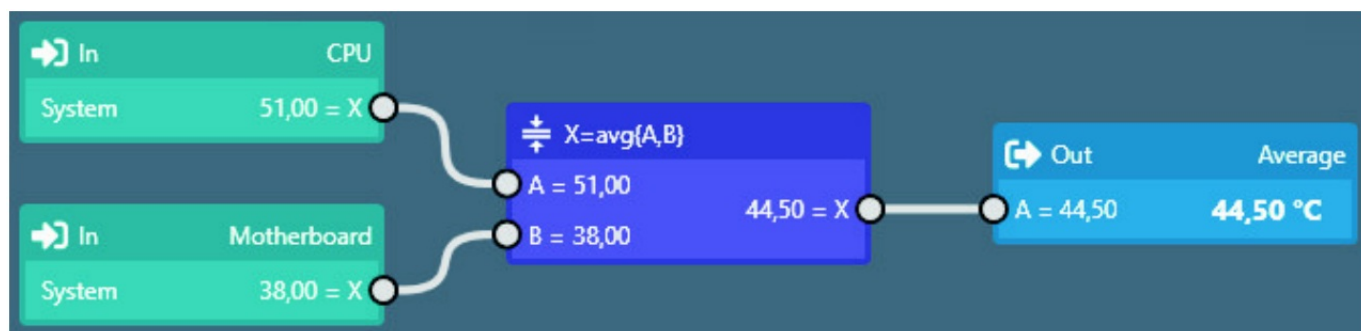 In CPU
System 51,00 = X
In Motherboard
System 38,00 = X
X=avg{A,B}
A = 51,00
44,50 = X
B = 38,00
Out Average
A = 44,50 44,50 °C